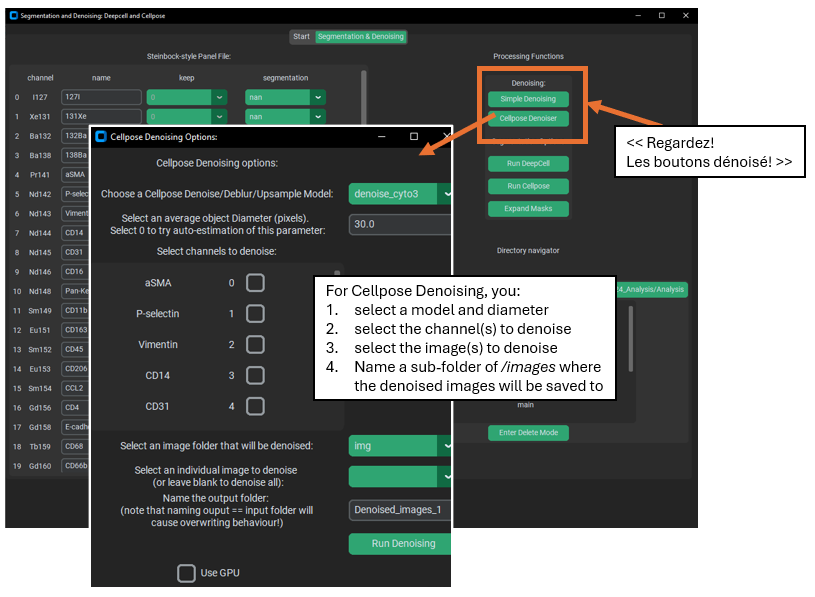 Segmentation and Denoising: Deepcell and Cellpose
Start Segmentation & Denoising
Steinbock-style Panel File:
Processing Functions
channel name keep segmentation
0 I127 127I 0 nan
1 Xe131 131Xe 0 nan
2 Ba132 132Ba
3 Ba138 138Ba
4 Pr141 aSMA
5 Nd142 P-selec
6 Nd143 Viment
7 Nd144 CD14
8 Nd145 CD31
9 Nd146 CD16
10 Nd148 Pan-Ke
11 Sm149 CD11b
12 Eu151 CD163
13 Sm152 CD45
14 Eu153 CD206
15 Sm154 CCL2
16 Gd156 CD4
17 Gd158 E-cadh
18 Tb159 CD68
19 Gd160 CD66b
Denoising:
Simple Denoising
Cellpose Denoiser
Run DeepCell
Run Cellpose
Expand Masks
Directory navigator
24_Analysis/Analysis
main
Enter Delete Mode
<< Regardez!
Les boutons dénoisé! >>
Cellpose Denoising Options:
Cellpose Denoising options:
Choose a Cellpose Denoise/Deblur/Upsample Model: denoise_cyto3
Select an average object Diameter (pixels).
Select 0 to try auto-estimation of this parameter: 30.0
Select channels to denoise:
aSMA 0
P-selectin 1
Vimentin 2
CD14 3
CD31 4
Select an image folder that will be denoised: img
Select an individual image to denoise
(or leave blank to denoise all):
Name the output folder:
(note that naming ouput == input folder will
cause overwriting behaviour!)
Denoised_images_1
Run Denoising
Use GPU
For Cellpose Denoising, you:
1. select a model and diameter
2. select the channel(s) to denoise
3. select the image(s) to denoise
4. Name a sub-folder of /images where
the denoised images will be saved to